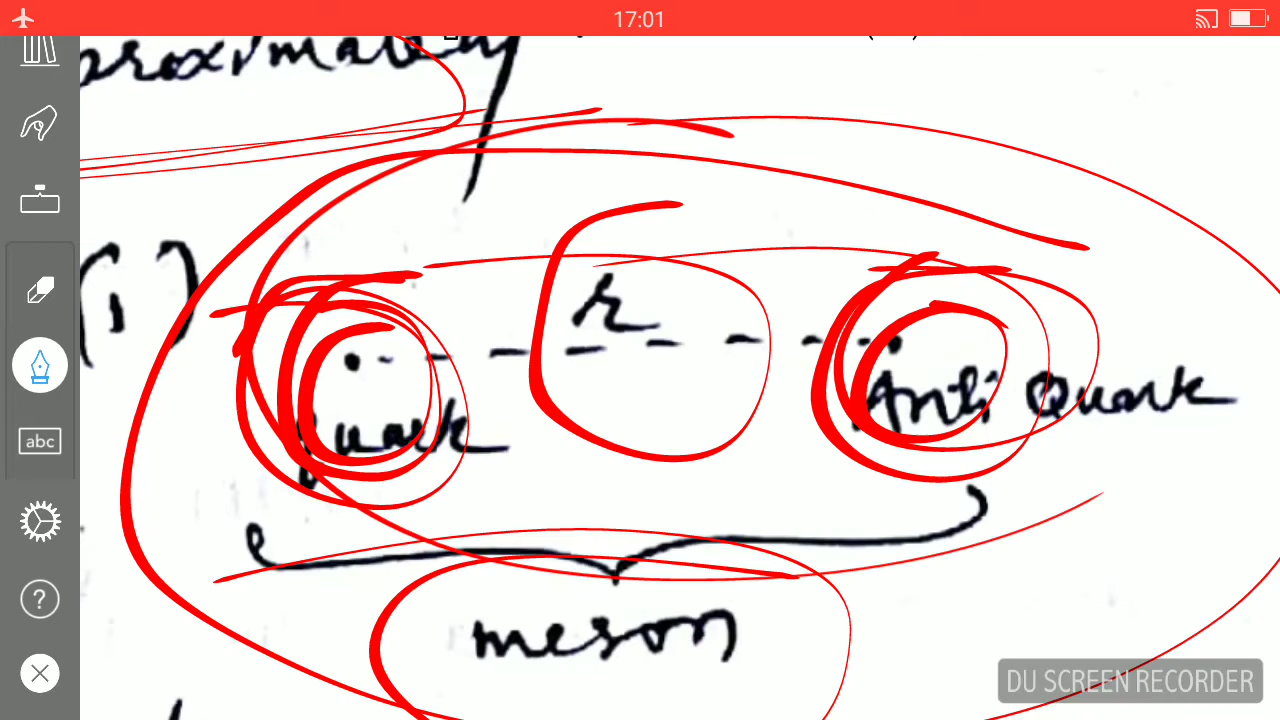 17:01
proximately
(1)
r
Quark
Anti Quark
meson
abc
?
DU SCREEN RECORDER